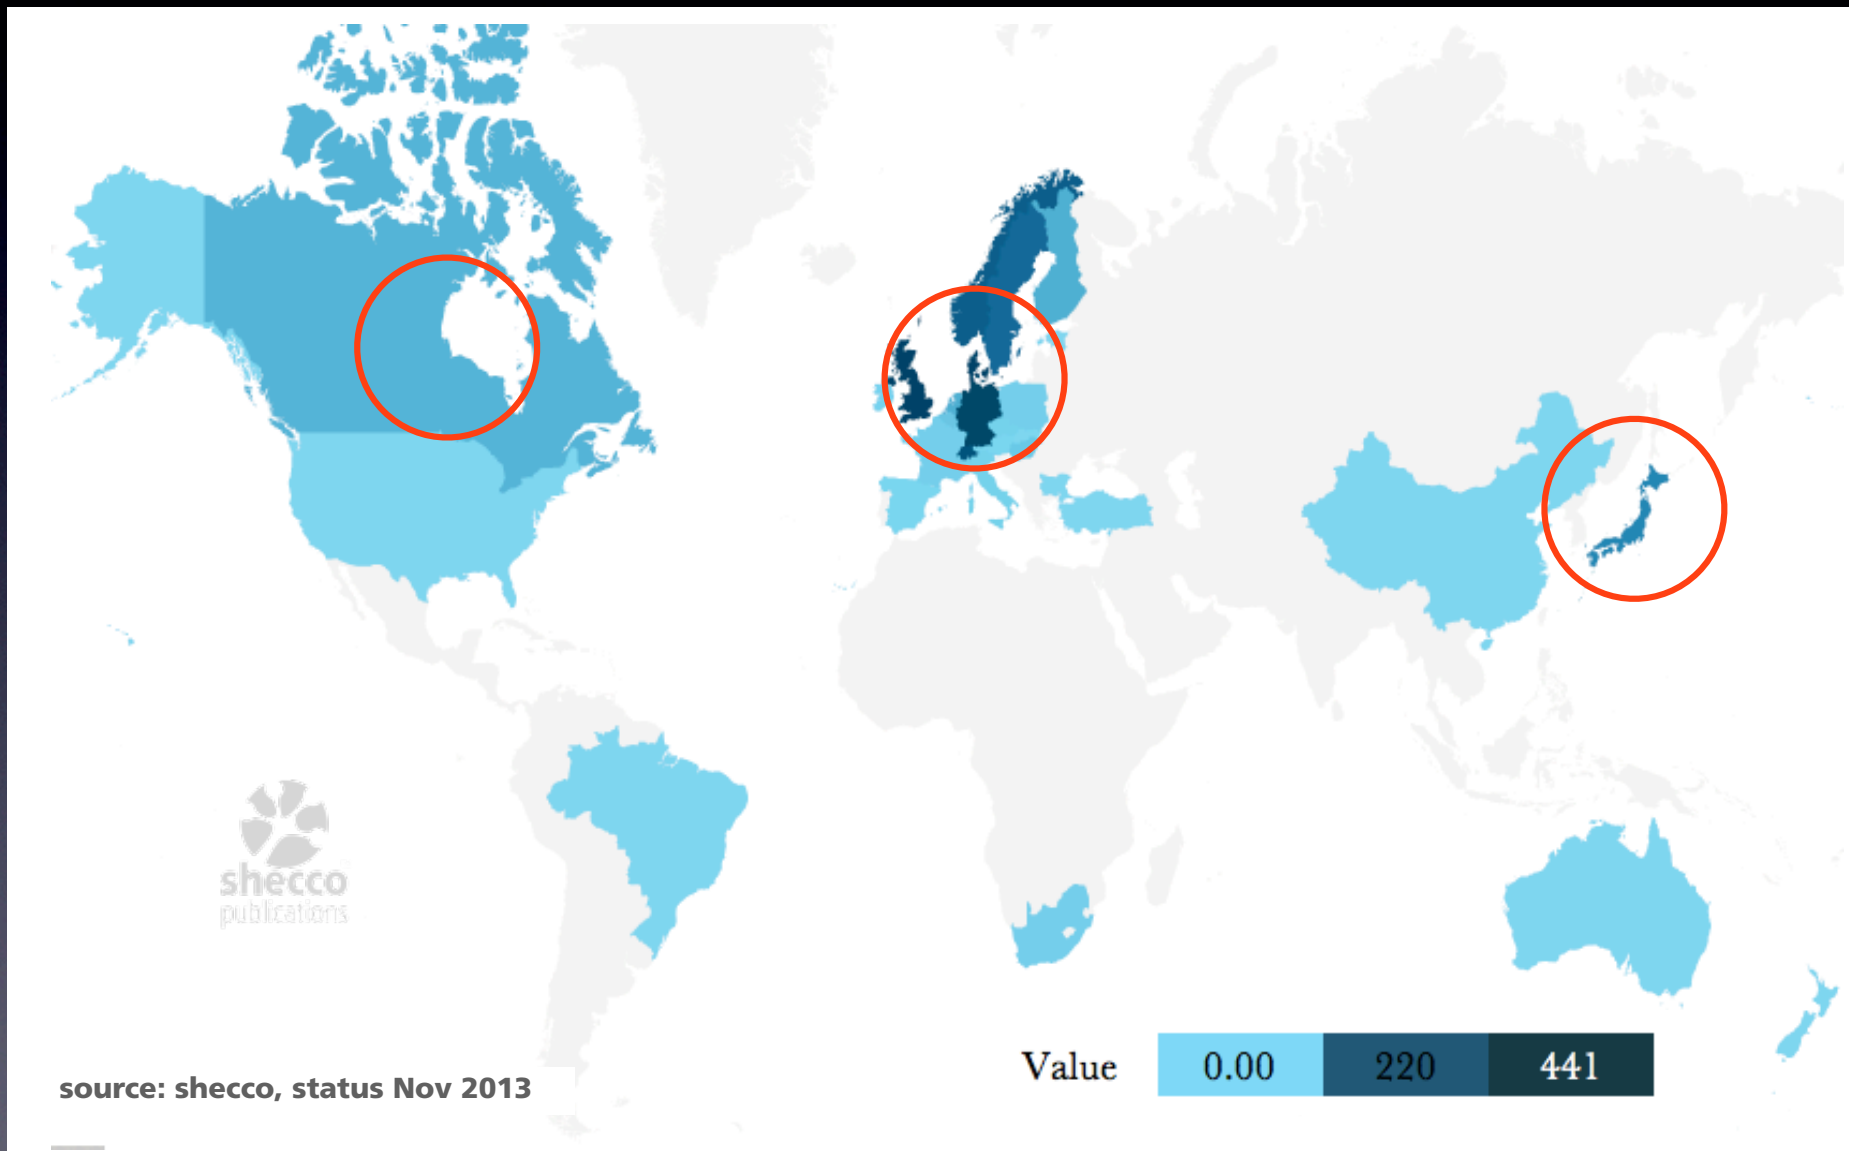 shecco
publications
Value 0.00 220 441
source: shecco, status Nov 2013